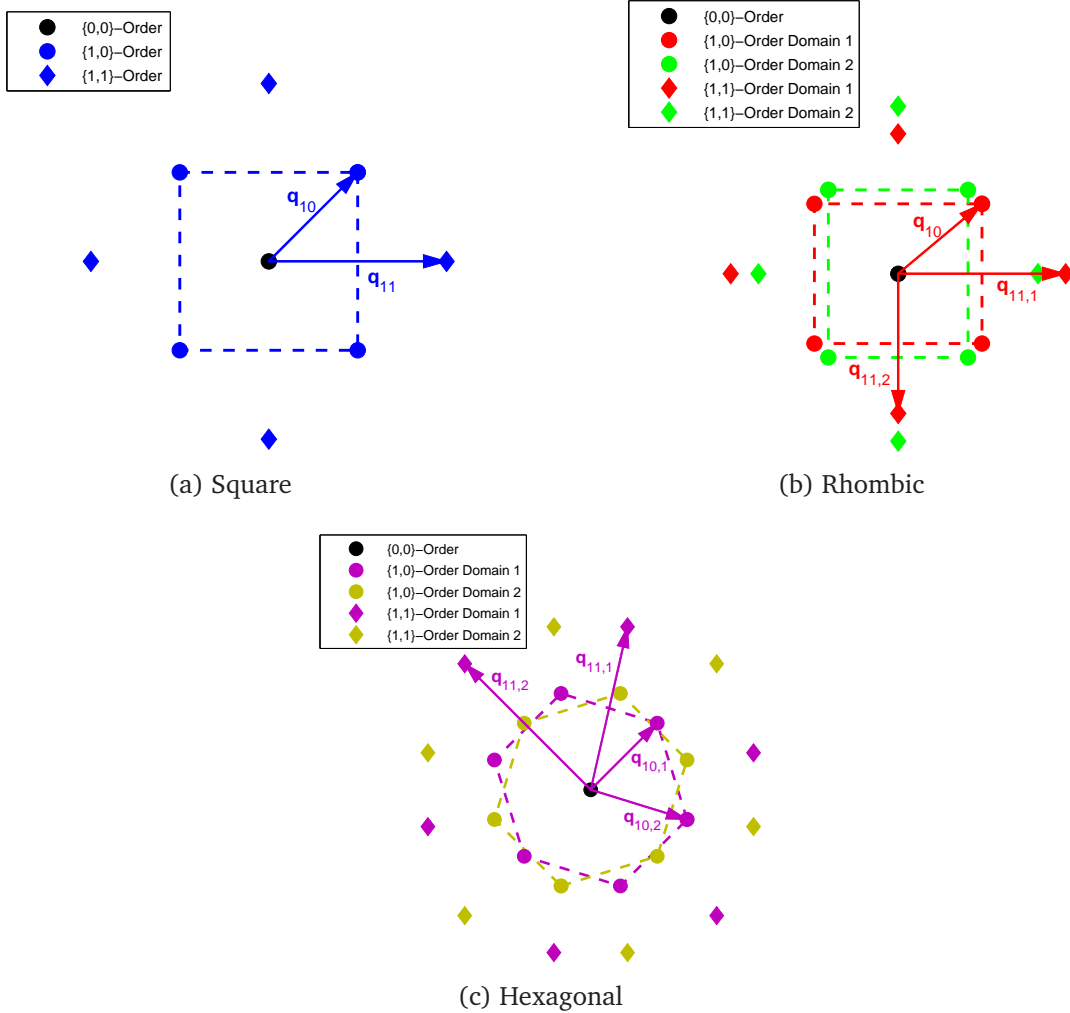 {0,0}−Order
{1,0}−Order
{1,1}−Order
q10
q11
(a) Square
{0,0}−Order
{1,0}−Order Domain 1
{1,0}−Order Domain 2
{1,1}−Order Domain 1
{1,1}−Order Domain 2
q10
q11,1
q11,2
(b) Rhombic
{0,0}−Order
{1,0}−Order Domain 1
{1,0}−Order Domain 2
{1,1}−Order Domain 1
{1,1}−Order Domain 2
q11,1
q11,2
q10,1
q10,2
(c) Hexagonal